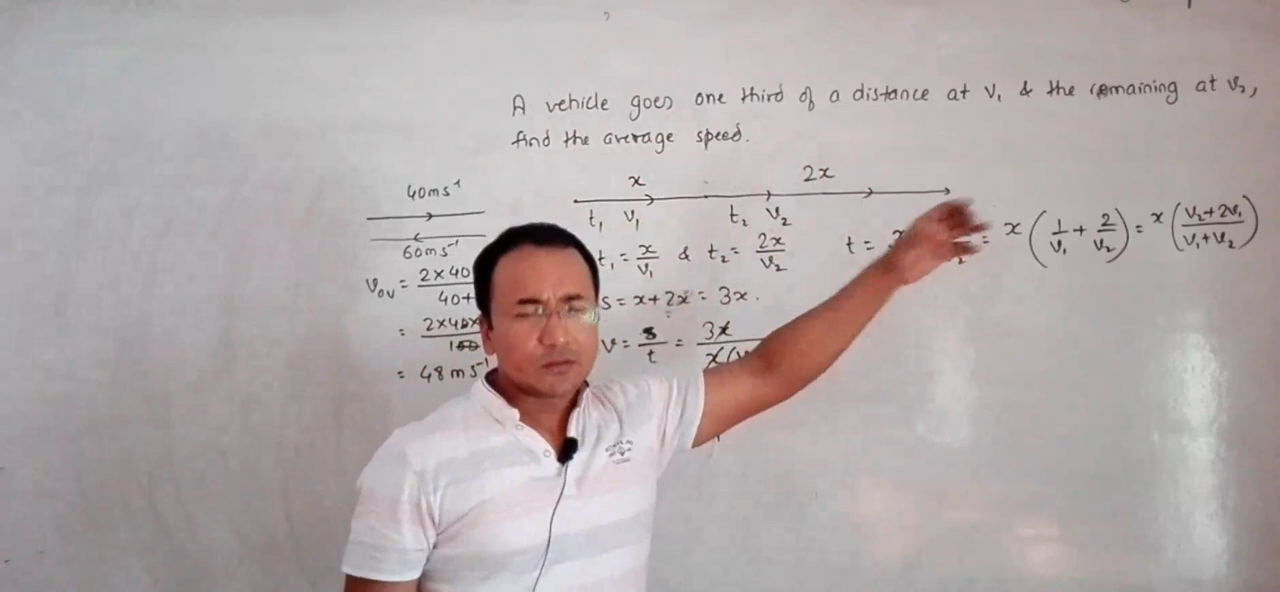 A vehicle goes one third of a distance at v₁ & the remaining at v₂,
find the average speed.
40ms⁻¹
60ms⁻¹
Vav = 2×40
40+
= 2×40×
100
= 48ms⁻¹
x 2x
t₁ v₁ t₂ v₂
t₁ = x/v₁ & t₂ = 2x/v₂
s = x+2x = 3x.
v = s/t = 3x
x(v
t = = x(1/v₁ + 2/v₂) = x((v₂+2v₁)/(v₁+v₂))